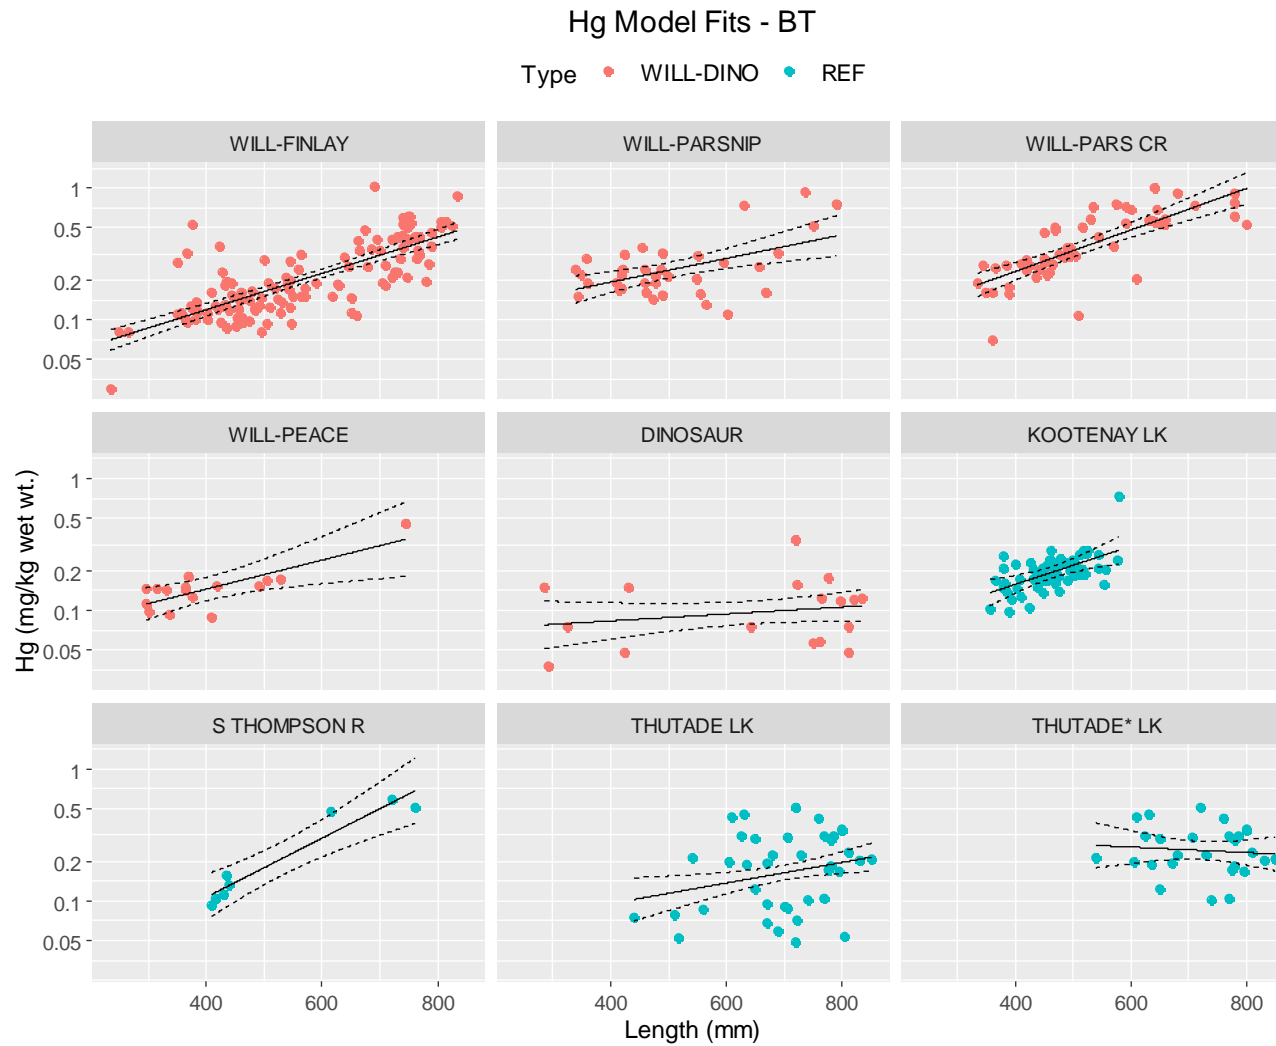 Hg Model Fits - BT
Type WILL-DINO REF
WILL-FINLAY WILL-PARSNIP WILL-PARS CR
1
0.5
0.2
0.1
0.05
WILL-PEACE DINOSAUR KOOTENAY LK
1
0.5
0.2
0.1
0.05
Hg (mg/kg wet wt.)
S THOMPSON R THUTADE LK THUTADE* LK
1
0.5
0.2
0.1
0.05
400 600 800 400 600 800 400 600 800
Length (mm)